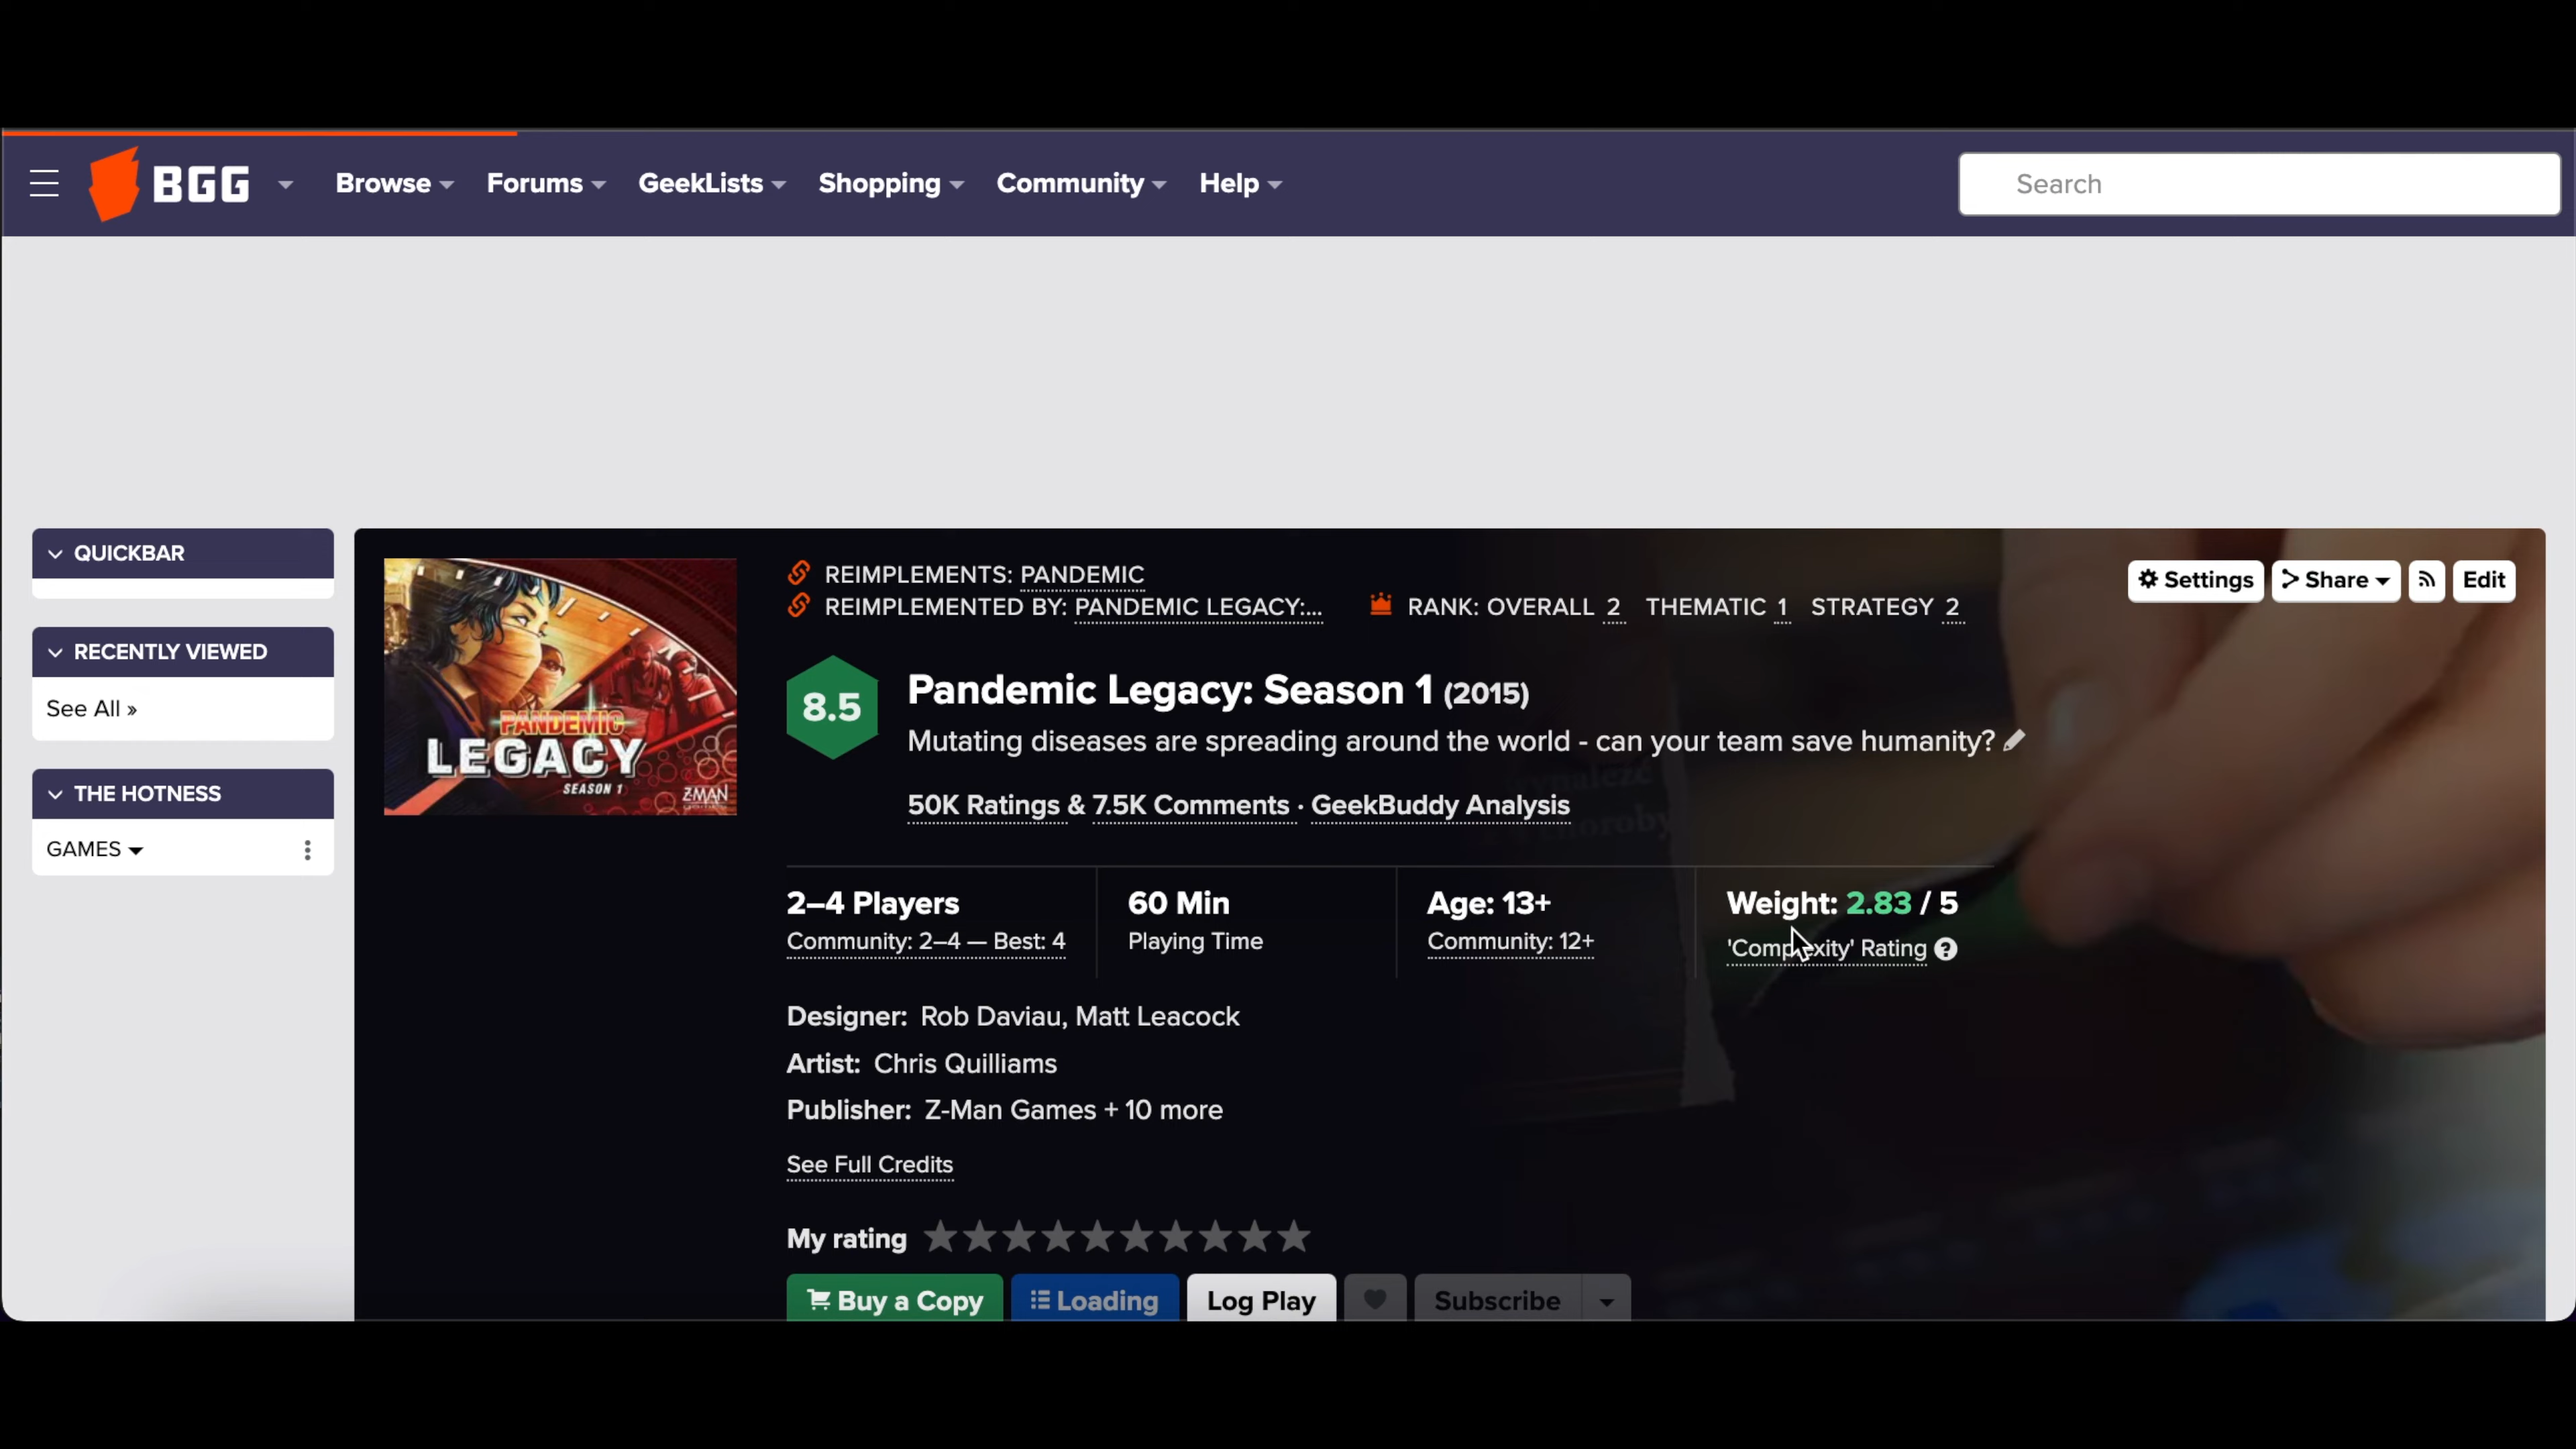 BGG
Browse
Forums
GeekLists
Shopping
Community
Help
Search
QUICKBAR
RECENTLY VIEWED
See All »
THE HOTNESS
GAMES
PANDEMIC
LEGACY
SEASON 1
Z-MAN
REIMPLEMENTS: PANDEMIC
REIMPLEMENTED BY: PANDEMIC LEGACY:...
RANK: OVERALL 2 THEMATIC 1 STRATEGY 2
Settings
Share
Edit
8.5
Pandemic Legacy: Season 1 (2015)
Mutating diseases are spreading around the world - can your team save humanity?
50K Ratings & 7.5K Comments · GeekBuddy Analysis
2–4 Players
Community: 2–4 — Best: 4
60 Min
Playing Time
Age: 13+
Community: 12+
Weight: 2.83 / 5
'Complexity' Rating
Designer: Rob Daviau, Matt Leacock
Artist: Chris Quilliams
Publisher: Z-Man Games + 10 more
See Full Credits
My rating
Buy a Copy
Loading
Log Play
Subscribe